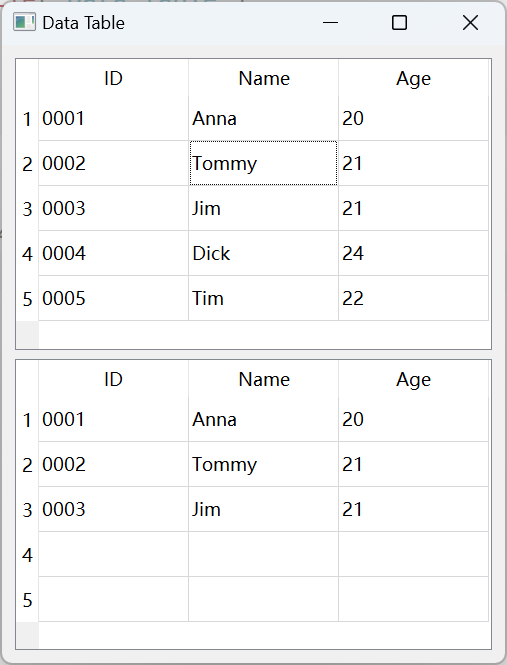 Data Table
ID Name Age
1 0001 Anna 20
2 0002 Tommy 21
3 0003 Jim 21
4 0004 Dick 24
5 0005 Tim 22
ID Name Age
1 0001 Anna 20
2 0002 Tommy 21
3 0003 Jim 21
4
5